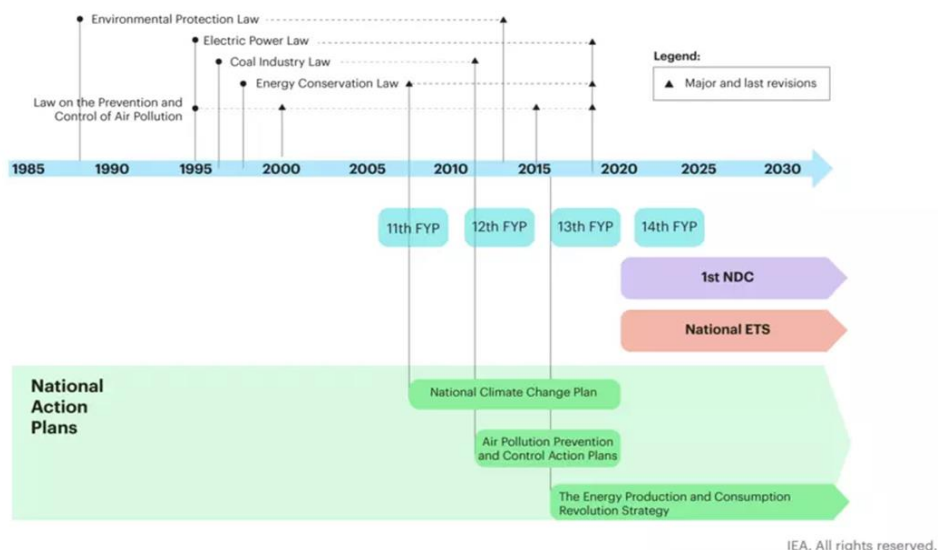 Environmental Protection Law
Electric Power Law
Coal Industry Law
Energy Conservation Law
Law on the Prevention and
Control of Air Pollution
Legend:
Major and last revisions
1985 1990 1995 2000 2005 2010 2015 2020 2025 2030
11th FYP 12th FYP 13th FYP 14th FYP
1st NDC
National ETS
National
Action
Plans
National Climate Change Plan
Air Pollution Prevention
and Control Action Plans
The Energy Production and Consumption
Revolution Strategy
IEA. All rights reserved.